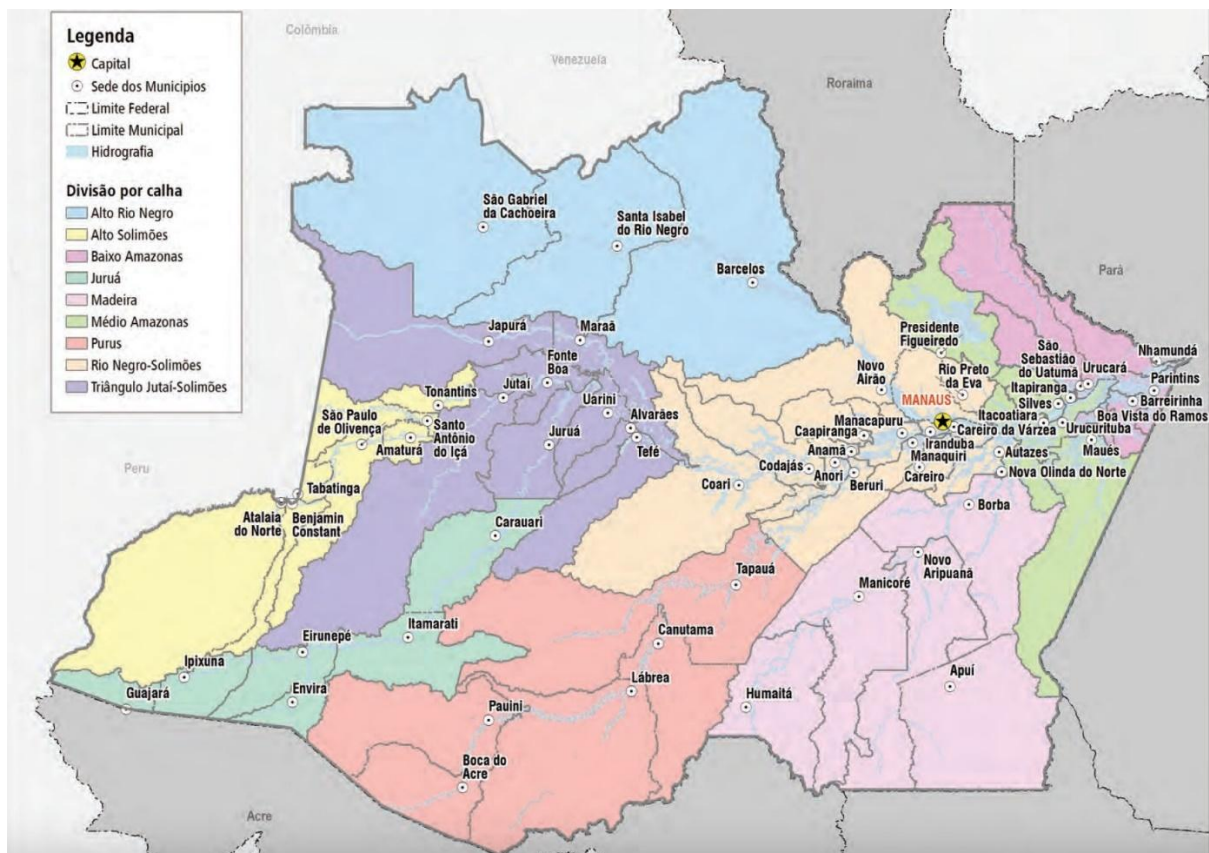 Legenda
Capital
Sede dos Municipios
Limite Federal
Limite Municipal
Hidrografia
Divisão por calha
Alto Rio Negro
Alto Solimões
Baixo Amazonas
Juruá
Madeira
Médio Amazonas
Purus
Rio Negro-Solimões
Triângulo Jutaí-Solimões
Colômbia
Venezuela
Roraima
Pará
Peru
Acre
São Gabriel
da Cachoeira
Santa Isabel
do Rio Negro
Barcelos
Japurá
Maraã
Fonte
Boa
Jutaí
Uarini
Tonantins
São Paulo
de Olivença
Santo
Antônio
do Içá
Amaturá
Alvarães
Tefé
Juruá
Tabatinga
Atalaia
do Norte
Benjamin
Constant
Carauari
Coari
Codajás
Anamã
Anori
Beruri
Caapiranga
Manacapuru
Novo
Airão
Presidente
Figueiredo
Rio Preto
da Eva
MANAUS
Iranduba
Manaquiri
Careiro
Careiro da Várzea
Itacoatiara
Autazes
Nova Olinda do Norte
São
Sebastião
do Uatumã
Itapiranga
Silves
Urucará
Nhamundá
Parintins
Barreirinha
Boa Vista do Ramos
Urucurituba
Maués
Borba
Novo
Aripuanã
Manicoré
Tapauá
Canutama
Lábrea
Humaitá
Apuí
Itamarati
Eirunepé
Ipixuna
Guajará
Envira
Pauini
Boca do
Acre